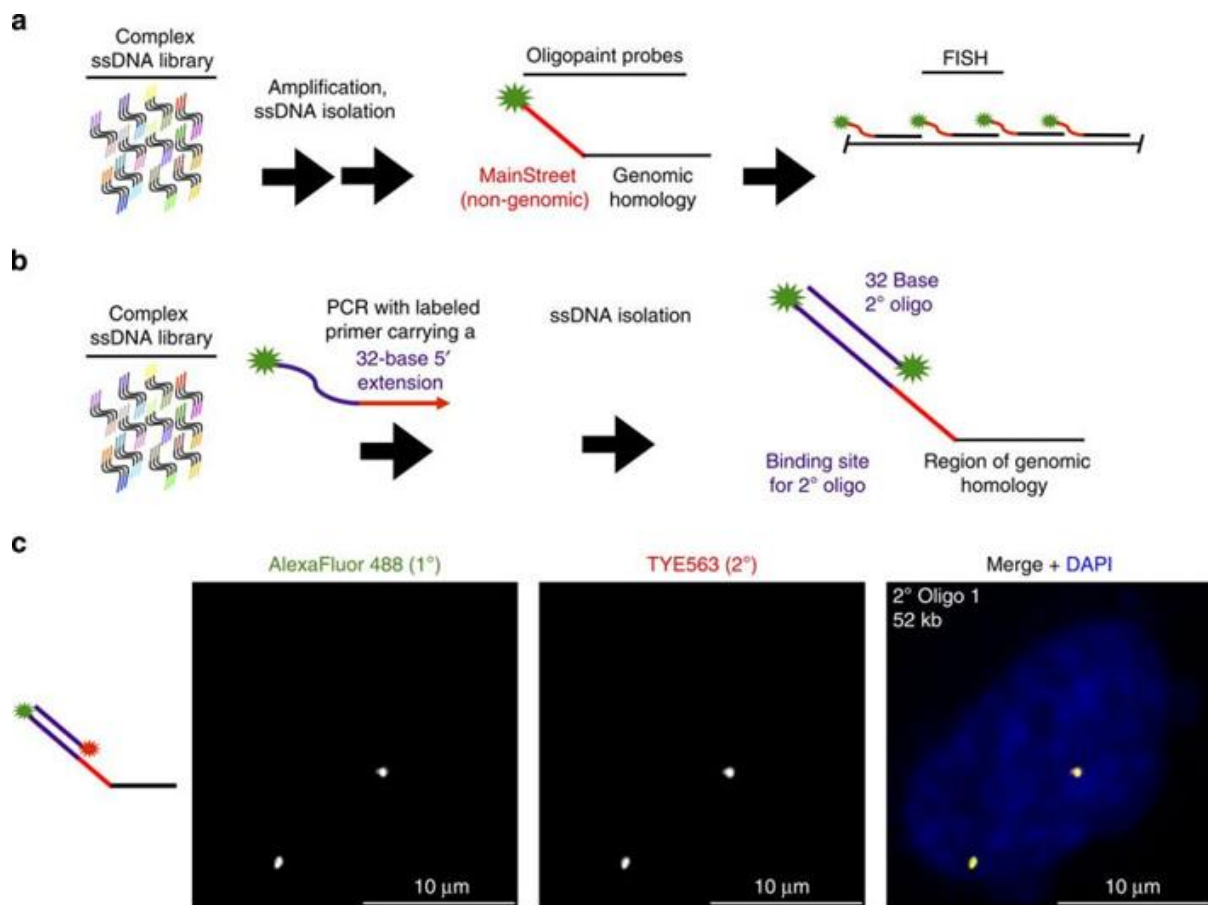 a
Complex
ssDNA library
Amplification,
ssDNA isolation
Oligopaint probes
MainStreet
(non-genomic)
Genomic
homology
FISH
b
Complex
ssDNA library
PCR with labeled
primer carrying a
32-base 5′
extension
ssDNA isolation
32 Base
2° oligo
Binding site
for 2° oligo
Region of genomic
homology
c
AlexaFluor 488 (1°)
TYE563 (2°)
Merge + DAPI
2° Oligo 1
52 kb
10 μm
10 μm
10 μm